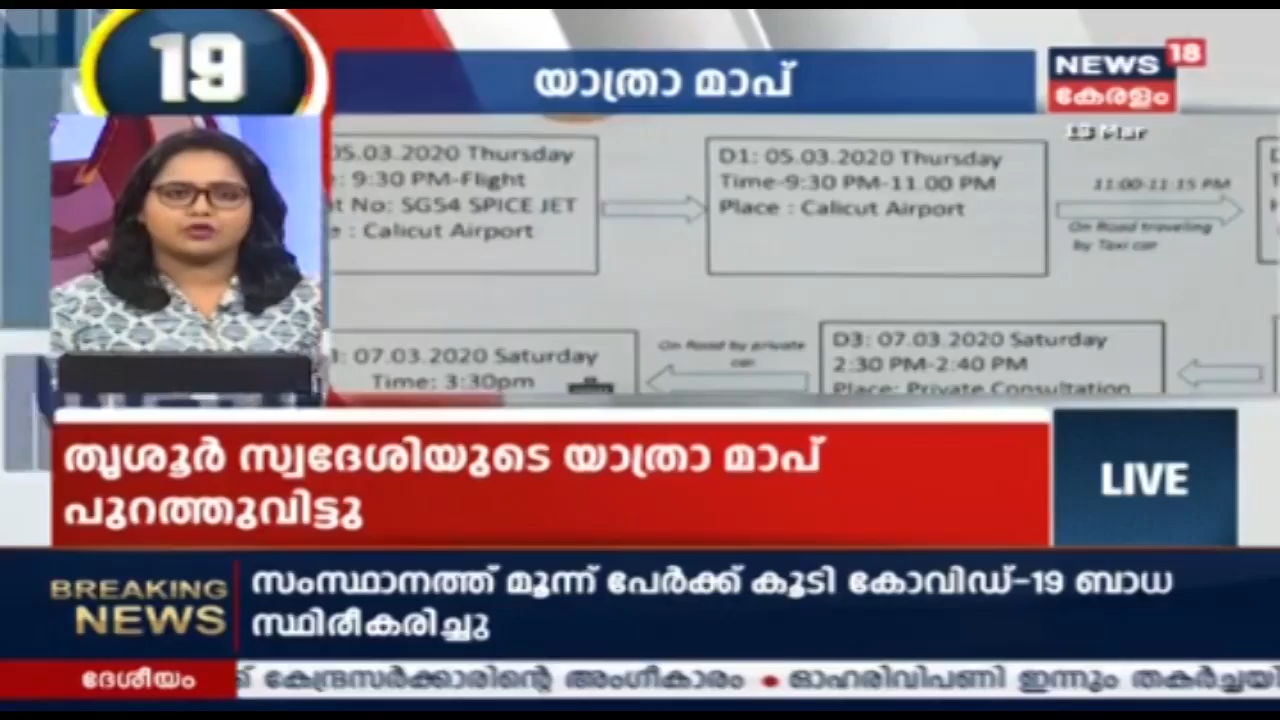 19
യാത്രാ മാപ്
NEWS 18
കേരളം
13 Mar
05.03.2020 Thursday
: 9:30 PM-Flight
t No: SG54 SPICE JET
: Calicut Airport
D1: 05.03.2020 Thursday
Time-9:30 PM-11.00 PM
Place : Calicut Airport
11:00-11:15 PM
On Road traveling
by Taxi car
: 07.03.2020 Saturday
Time: 3:30pm
On Road by private
car
D3: 07.03.2020 Saturday
2:30 PM-2:40 PM
Place: Private Consultation
തൃശൂർ സ്വദേശിയുടെ യാത്രാ മാപ്
പുറത്തുവിട്ടു
LIVE
BREAKING
NEWS
സംസ്ഥാനത്ത് മൂന്ന് പേർക്ക് കൂടി കോവിഡ്-19 ബാധ
സ്ഥിരീകരിച്ചു
ദേശീയം
കേന്ദ്രസർക്കാരിന്റെ അംഗീകാരം • ഓഹരിവിപണി ഇന്നും തകർച്ചയി